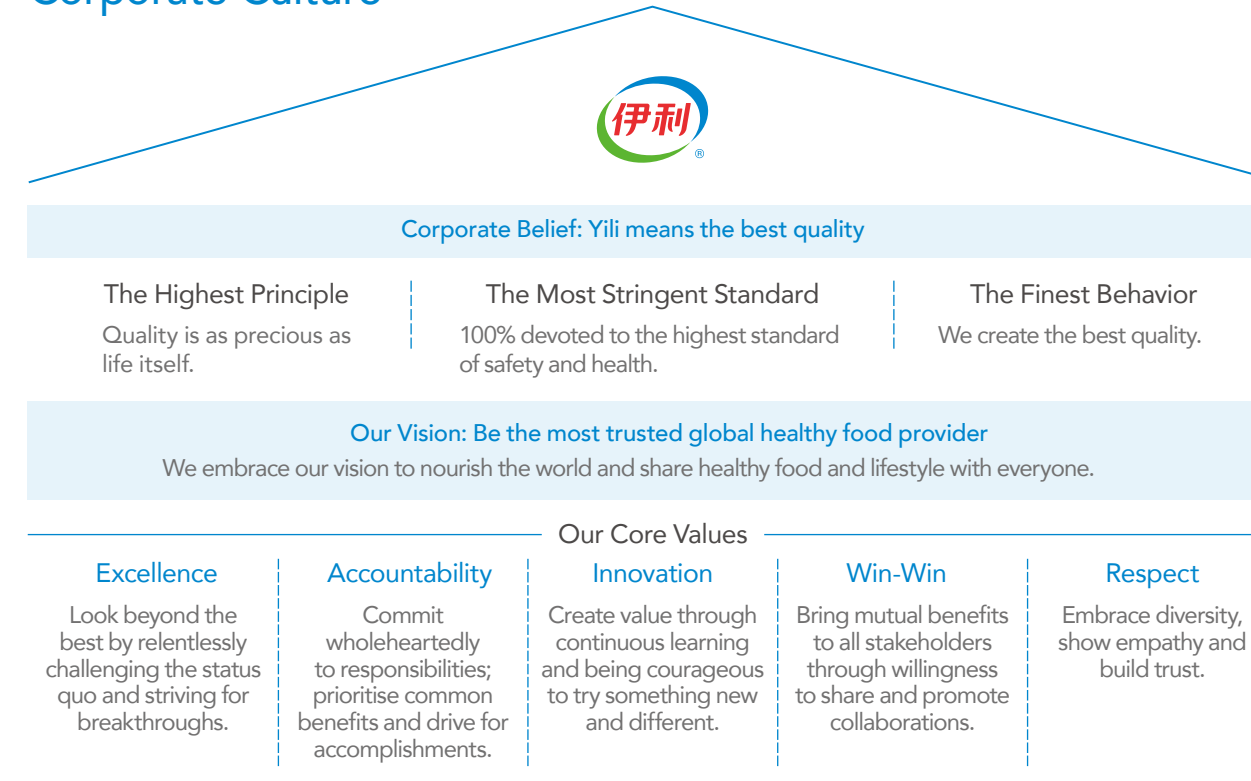 Corporate Culture
伊利
®
Corporate Belief: Yili means the best quality
The Highest Principle
Quality is as precious as
life itself.
The Most Stringent Standard
100% devoted to the highest standard
of safety and health.
The Finest Behavior
We create the best quality.
Our Vision: Be the most trusted global healthy food provider
We embrace our vision to nourish the world and share healthy food and lifestyle with everyone.
Our Core Values
Excellence
Look beyond the
best by relentlessly
challenging the status
quo and striving for
breakthroughs.
Accountability
Commit
wholeheartedly
to responsibilities;
prioritise common
benefits and drive for
accomplishments.
Innovation
Create value through
continuous learning
and being courageous
to try something new
and different.
Win-Win
Bring mutual benefits
to all stakeholders
through willingness
to share and promote
collaborations.
Respect
Embrace diversity,
show empathy and
build trust.